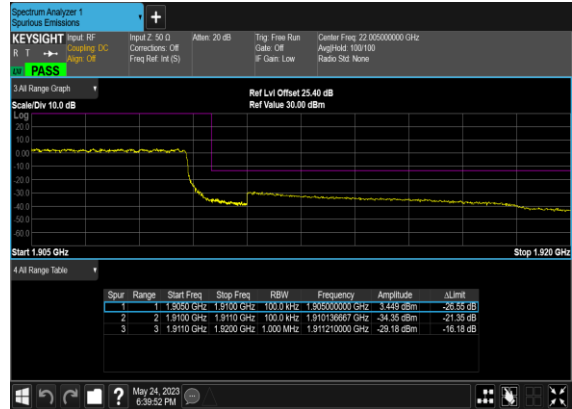 Spectrum Analyzer 1
Spurious Emissions
+
KEYSIGHT Input: RF Input Z: 50 Ω Atten: 20 dB Trig: Free Run Center Freq: 22.005000000 GHz
R T Coupling: DC Corrections: Off Gate: Off Avg|Hold: 100/100
Align: Off Freq Ref: Int (S) IF Gain: Low Radio Std: None
PASS
3 All Range Graph
Ref Lvl Offset 25.40 dB
Scale/Div 10.0 dB Ref Value 30.00 dBm
Log
20.0
10.0
0.00
-10.0
-20.0
-30.0
-40.0
-50.0
-60.0
Start 1.905 GHz Stop 1.920 GHz
4 All Range Table
Spur Range Start Freq Stop Freq RBW Frequency Amplitude ΔLimit
1 1 1.9050 GHz 1.9100 GHz 100.0 kHz 1.905000000 GHz 3.449 dBm -26.55 dB
2 2 1.9100 GHz 1.9110 GHz 100.0 kHz 1.910136667 GHz -34.35 dBm -21.35 dB
3 3 1.9110 GHz 1.9200 GHz 1.000 MHz 1.911210000 GHz -29.18 dBm -16.18 dB
? May 24, 2023
6:39:52 PM